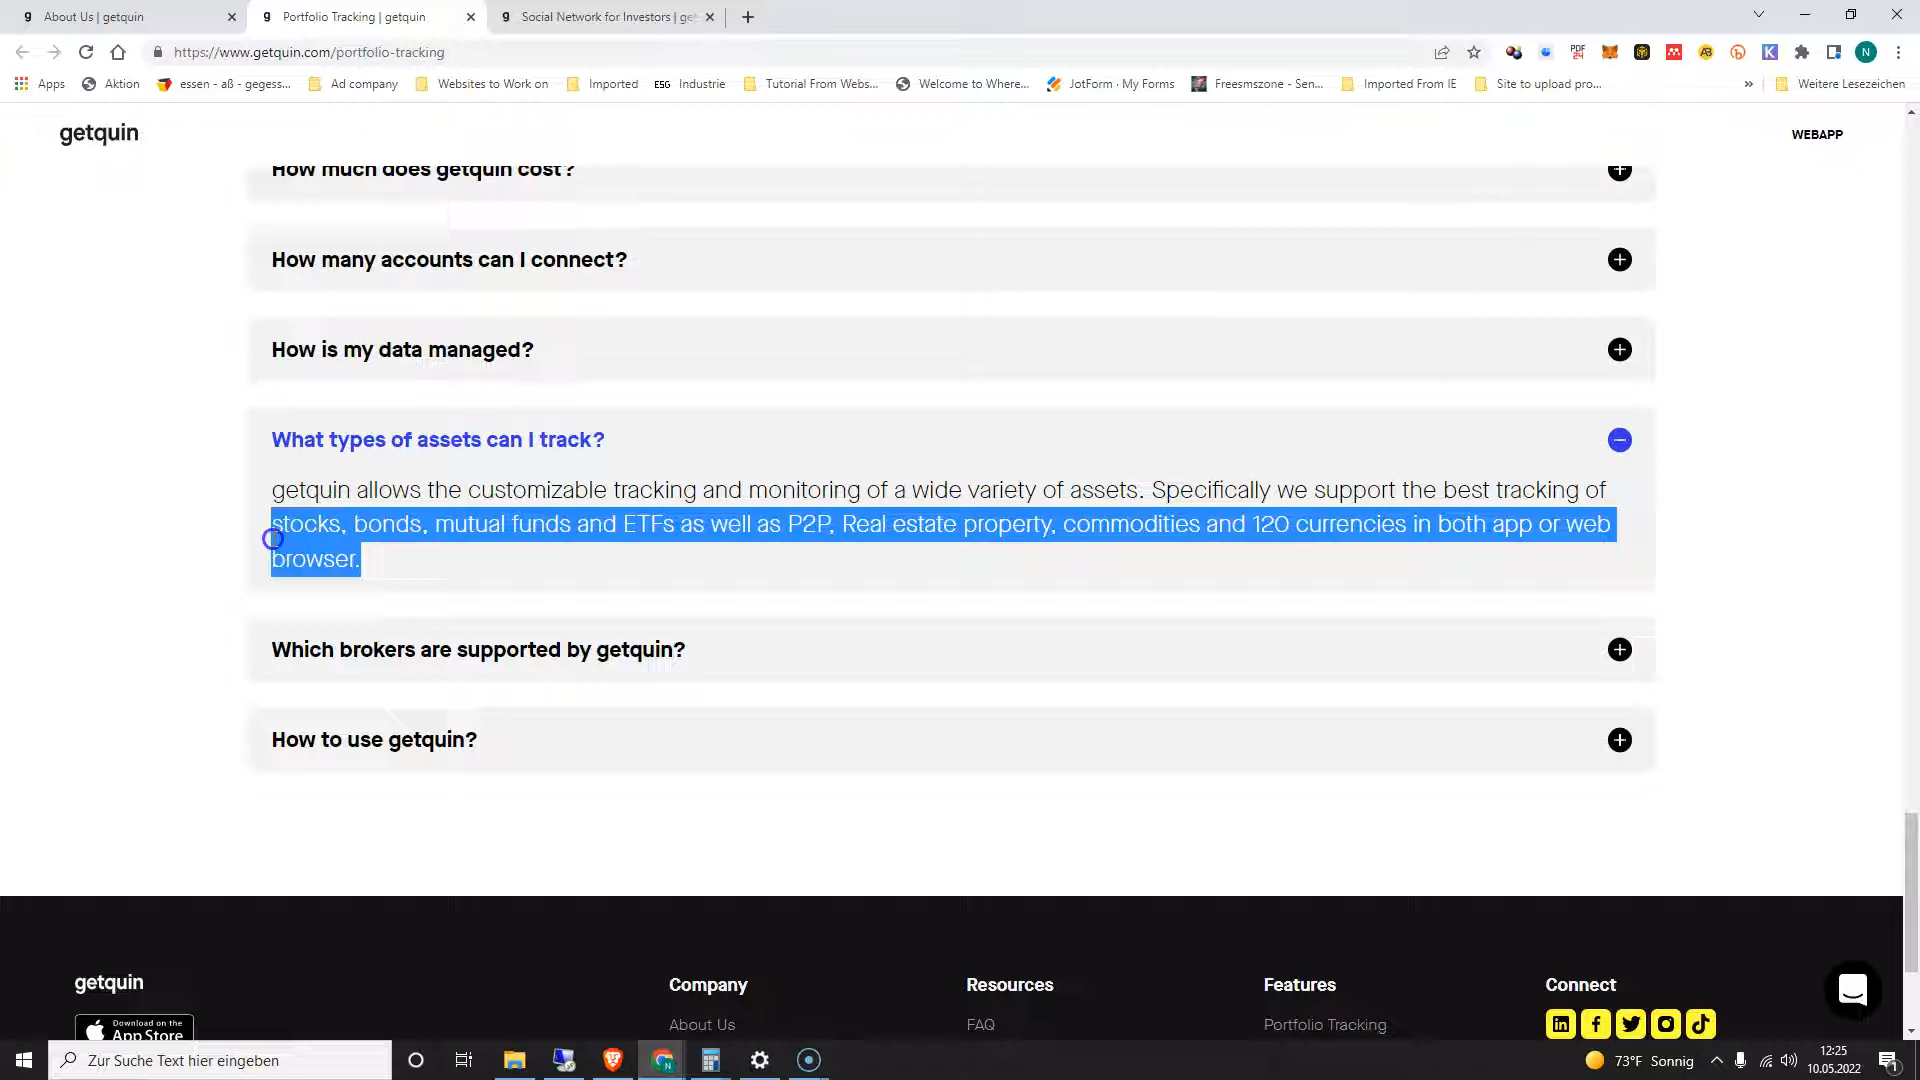 About Us | getquin
Portfolio Tracking | getquin
Social Network for Investors | get
https://www.getquin.com/portfolio-tracking
Apps
Aktion
essen - aß - gegess...
Ad company
Websites to Work on
Imported
ESG Industrie
Tutorial From Webs...
Welcome to Where...
JotForm · My Forms
Freesmszone - Sen...
Imported From IE
Site to upload pro...
»
Weitere Lesezeichen
getquin
WEBAPP
How much does getquin cost?
How many accounts can I connect?
How is my data managed?
What types of assets can I track?
getquin allows the customizable tracking and monitoring of a wide variety of assets. Specifically we support the best tracking of
stocks, bonds, mutual funds and ETFs as well as P2P, Real estate property, commodities and 120 currencies in both app or web
browser.
Which brokers are supported by getquin?
How to use getquin?
getquin
Company
Resources
Features
Connect
Download on the
App Store
About Us
FAQ
Portfolio Tracking
Zur Suche Text hier eingeben
73°F Sonnig
12:25
10.05.2022